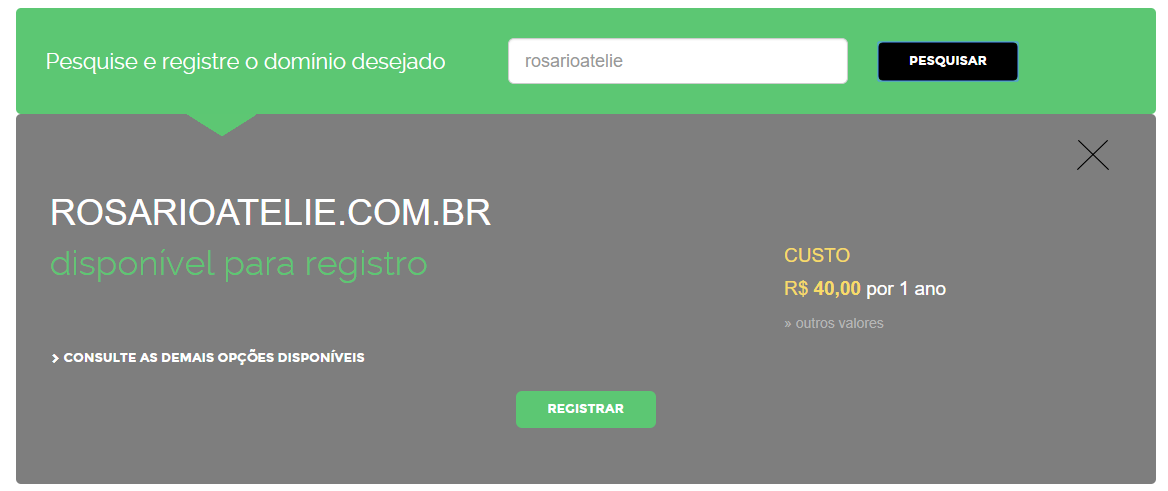 Pesquise e registre o domínio desejado
rosarioatelie
PESQUISAR
ROSARIOATELIE.COM.BR
disponível para registro
CUSTO
R$ 40,00 por 1 ano
» outros valores
> CONSULTE AS DEMAIS OPÇÕES DISPONÍVEIS
REGISTRAR